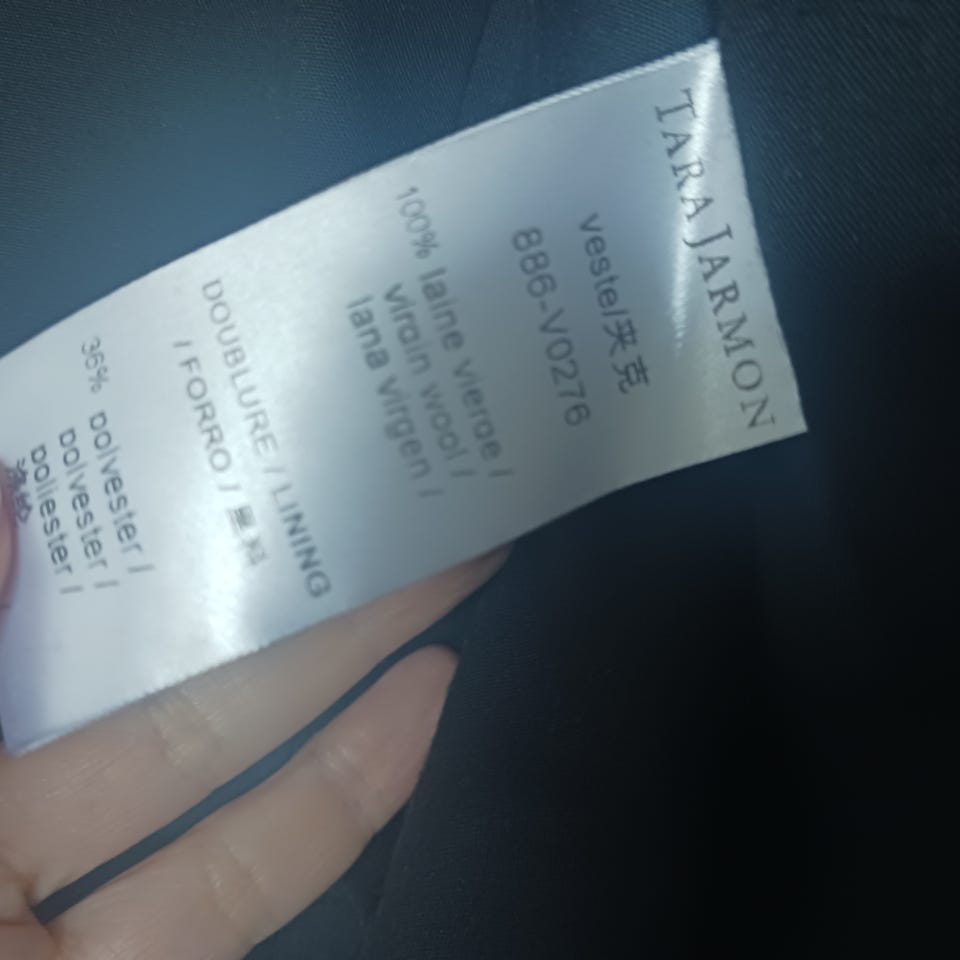 TARA JARMON
veste/夹克
886-V0276
100% laine vierge /
virgin wool /
lana virgen /
DOUBLURE / LINING
/ FORRO / 里料
36% polyester /
polyester /
poliester /